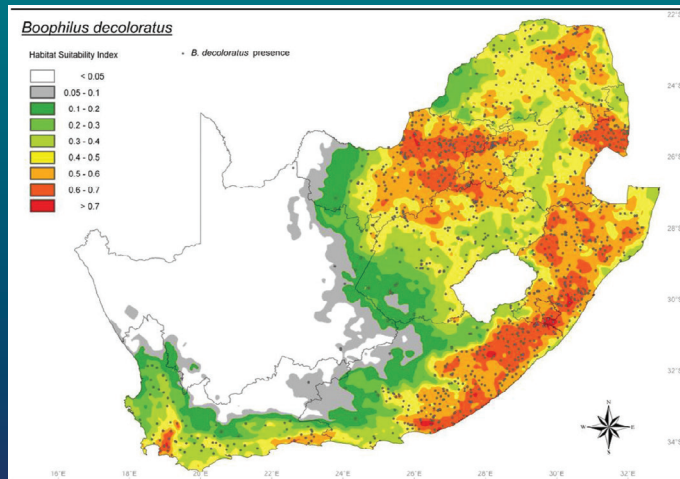 Boophilus decoloratus
Habitat Suitability Index
B. decoloratus presence
< 0.05
0.05 - 0.1
0.1 - 0.2
0.2 - 0.3
0.3 - 0.4
0.4 - 0.5
0.5 - 0.6
0.6 - 0.7
> 0.7
22°S
24°S
26°S
28°S
30°S
32°S
34°S
N
W E
S
16°E 18°E 20°E 22°E 24°E 26°E 28°E 30°E 32°E